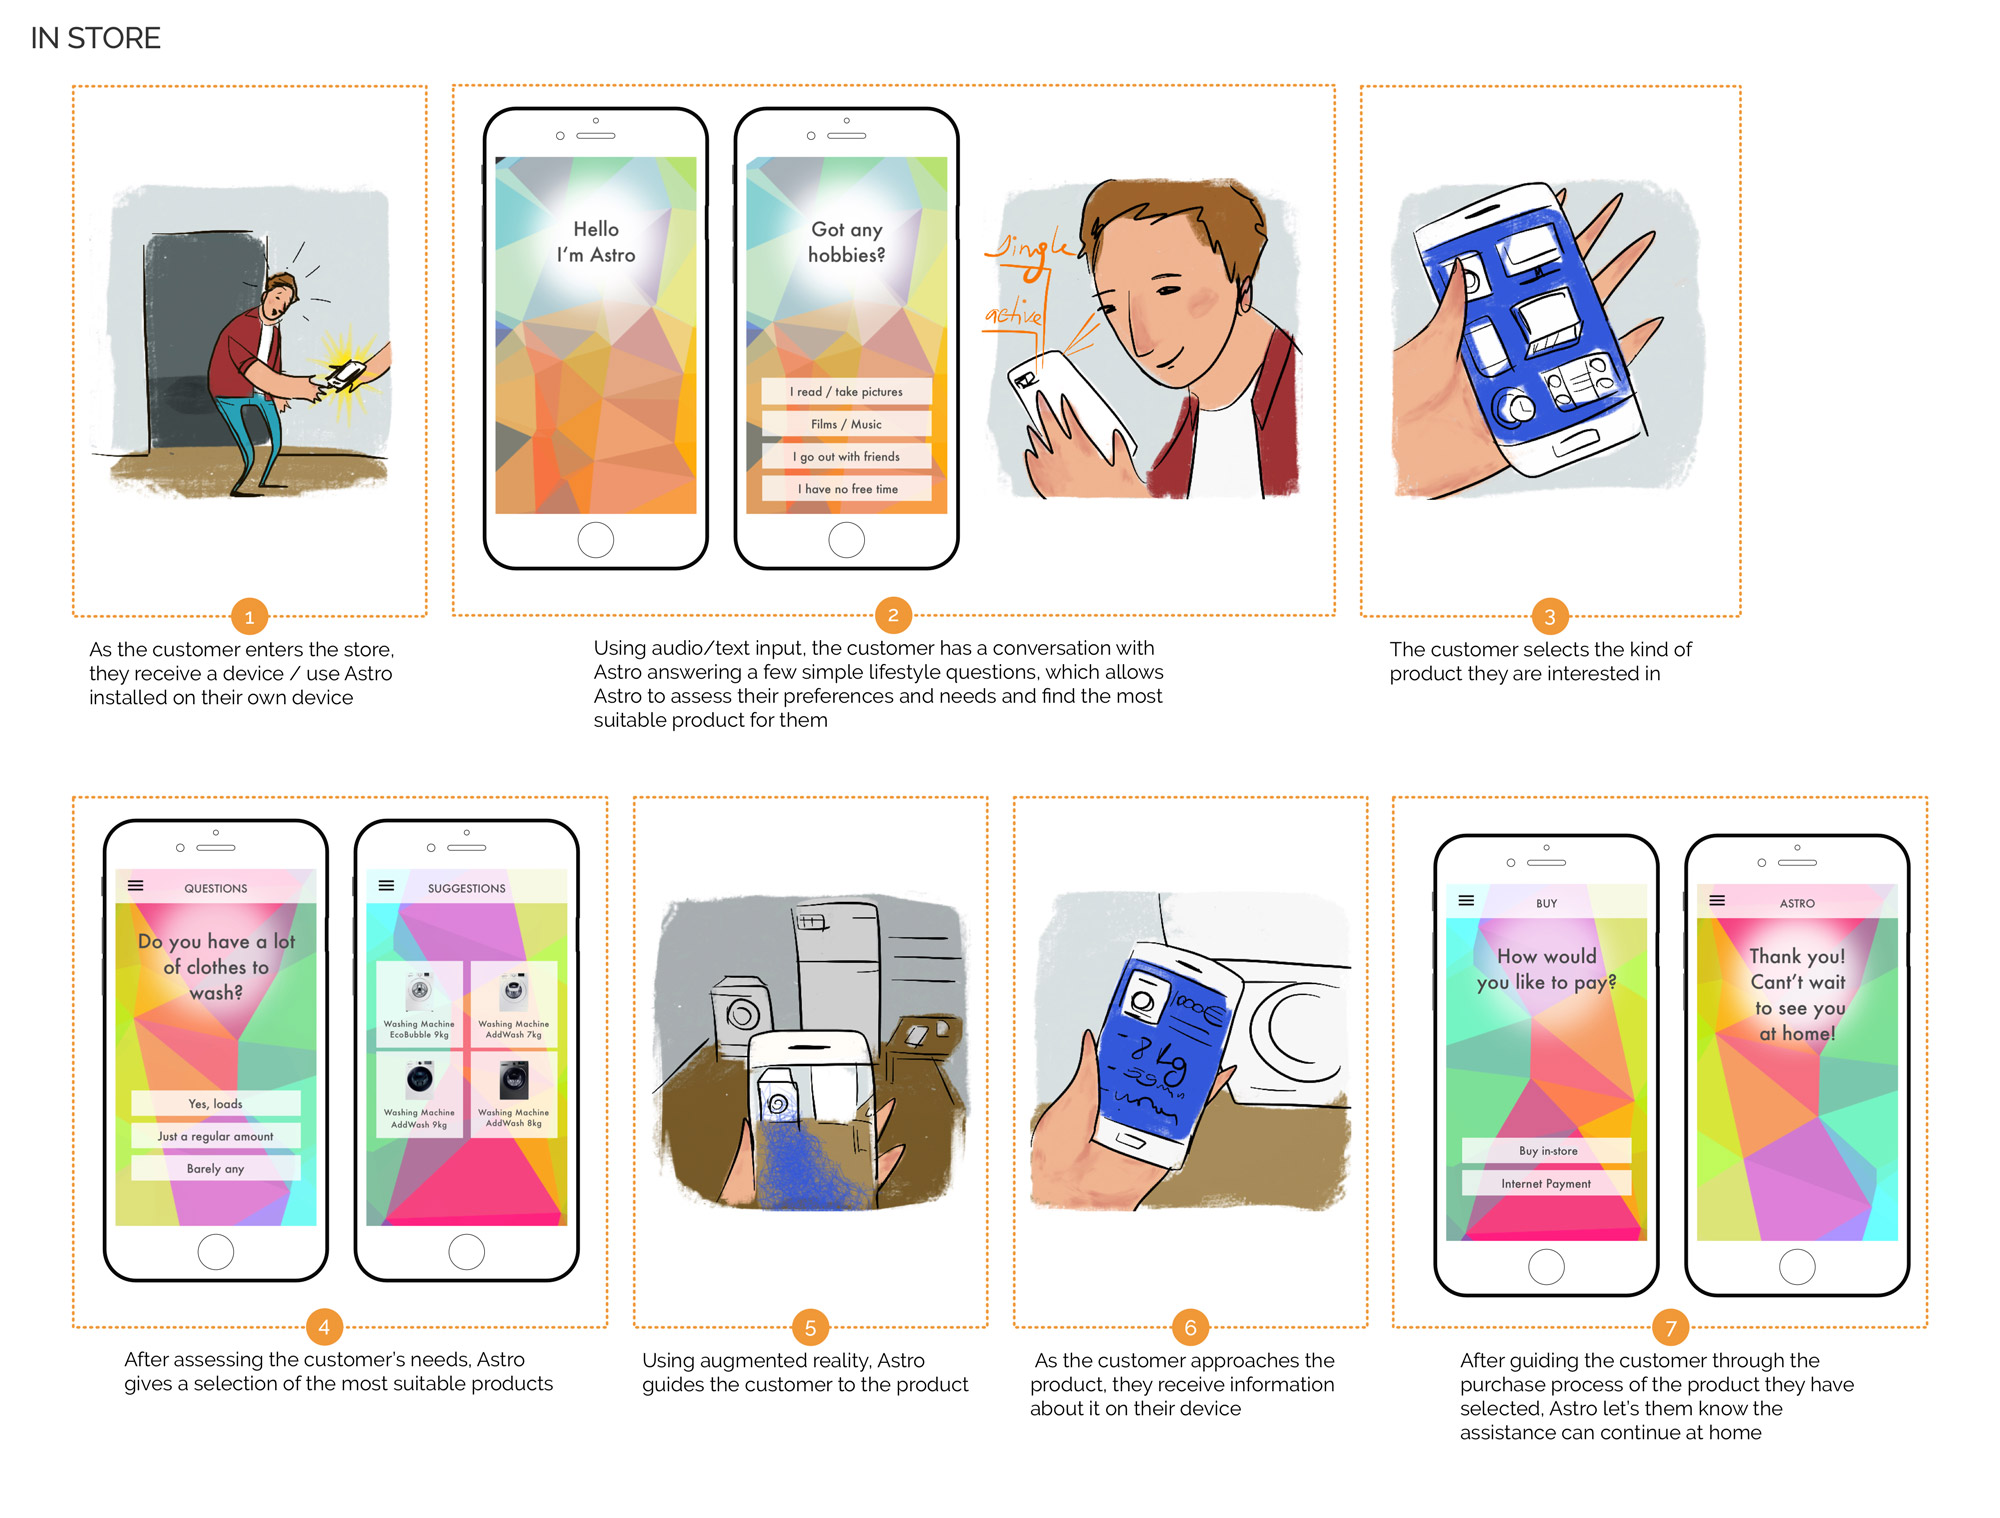 IN STORE
Hello
I'm Astro
Got any
hobbies?
I read / take pictures
Films / Music
I go out with friends
I have no free time
single
active
1
As the customer enters the store,
they receive a device / use Astro
installed on their own device
2
Using audio/text input, the customer has a conversation with
Astro answering a few simple lifestyle questions, which allows
Astro to assess their preferences and needs and find the most
suitable product for them
3
The customer selects the kind of
product they are interested in
QUESTIONS
Do you have a lot
of clothes to
wash?
Yes, loads
Just a regular amount
Barely any
SUGGESTIONS
Washing Machine
EcoBubble 9kg
Washing Machine
AddWash 7kg
Washing Machine
AddWash 9kg
Washing Machine
AddWash 8kg
4
After assessing the customer's needs, Astro
gives a selection of the most suitable products
5
Using augmented reality, Astro
guides the customer to the product
1000€
- 8 kg
6
As the customer approaches the
product, they receive information
about it on their device
BUY
How would
you like to pay?
Buy in-store
Internet Payment
ASTRO
Thank you!
Cant't wait
to see you
at home!
7
After guiding the customer through the
purchase process of the product they have
selected, Astro let's them know the
assistance can continue at home